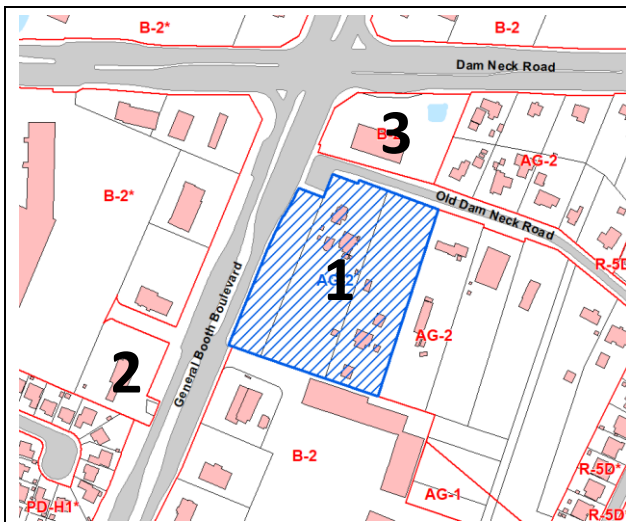 B-2*
B-2
Dam Neck Road
3
B-2
AG-2
B-2*
Old Dam Neck Road
R-5D
1
AG-2
General Booth Boulevard
AG-2
2
B-2
R-5D*
AG-1
PD-H1*
R-5D*